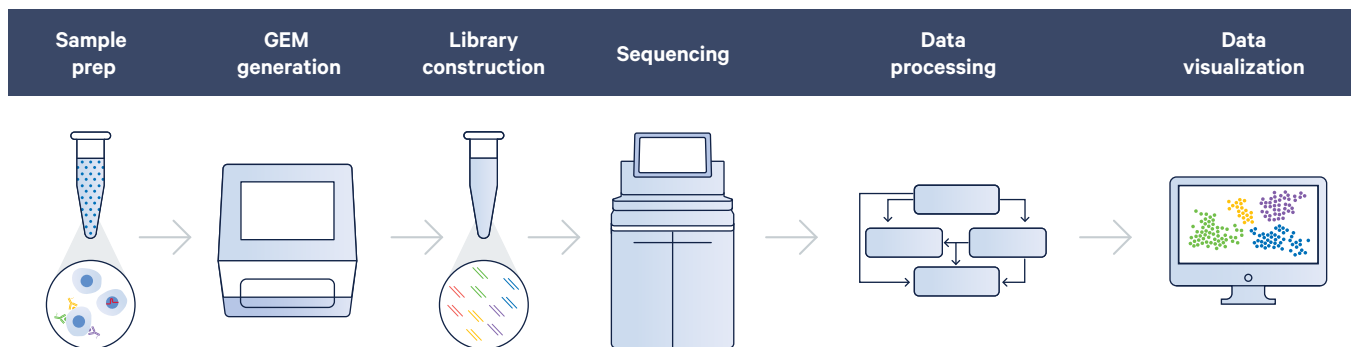 Sample
prep
GEM
generation
Library
construction
Sequencing
Data
processing
Data
visualization